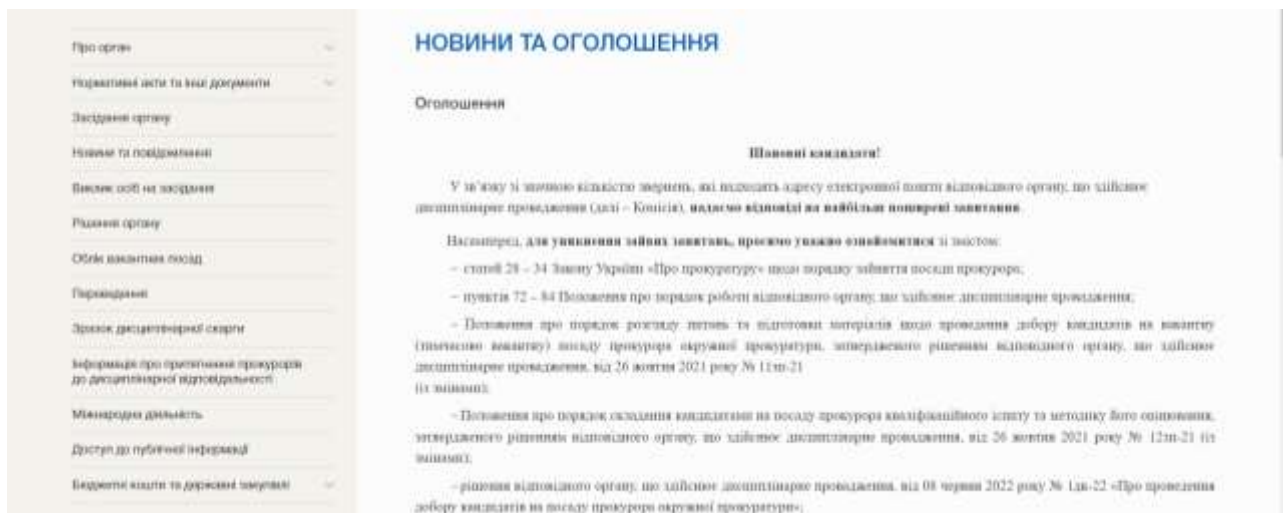 Про орган
Нормативні акти та інші документи
Засідання органу
Новини та повідомлення
Виклик осіб на засідання
Рішення органу
Облік вакантних посад
Переведення
Зразок дисциплінарної скарги
Інформація про притягнення прокурорів
до дисциплінарної відповідальності
Міжнародна діяльність
Доступ до публічної інформації
Бюджетні кошти та державні закупівлі
НОВИНИ ТА ОГОЛОШЕННЯ
Оголошення
Шановні кандидати!
У зв’язку зі значною кількістю звернень, які надходять адресу електронної пошти відповідного органу, що здійснює
дисциплінарне провадження (далі – Комісія), надаємо відповіді на найбільш поширені запитання.
Насамперед, для уникнення зайвих запитань, просимо уважно ознайомитися зі змістом:
– статей 28 – 34 Закону України «Про прокуратуру» щодо порядку зайняття посади прокурора;
– пунктів 72 – 84 Положення про порядок роботи відповідного органу, що здійснює дисциплінарне провадження;
– Положення про порядок розгляду питань та підготовки матеріалів щодо проведення добору кандидатів на вакантну
(тимчасово вакантну) посаду прокурора окружної прокуратури, затвердженого рішенням відповідного органу, що здійснює
дисциплінарне провадження, від 26 жовтня 2021 року № 11зп-21
(із змінами);
– Положення про порядок складання кандидатами на посаду прокурора кваліфікаційного іспиту та методику його оцінювання,
затвердженого рішенням відповідного органу, що здійснює дисциплінарне провадження, від 26 жовтня 2021 року № 12зп-21 (із
змінами);
– рішення відповідного органу, що здійснює дисциплінарне провадження, від 08 червня 2022 року № 1дк-22 «Про проведення
добору кандидатів на посаду прокурора окружної прокуратури»;